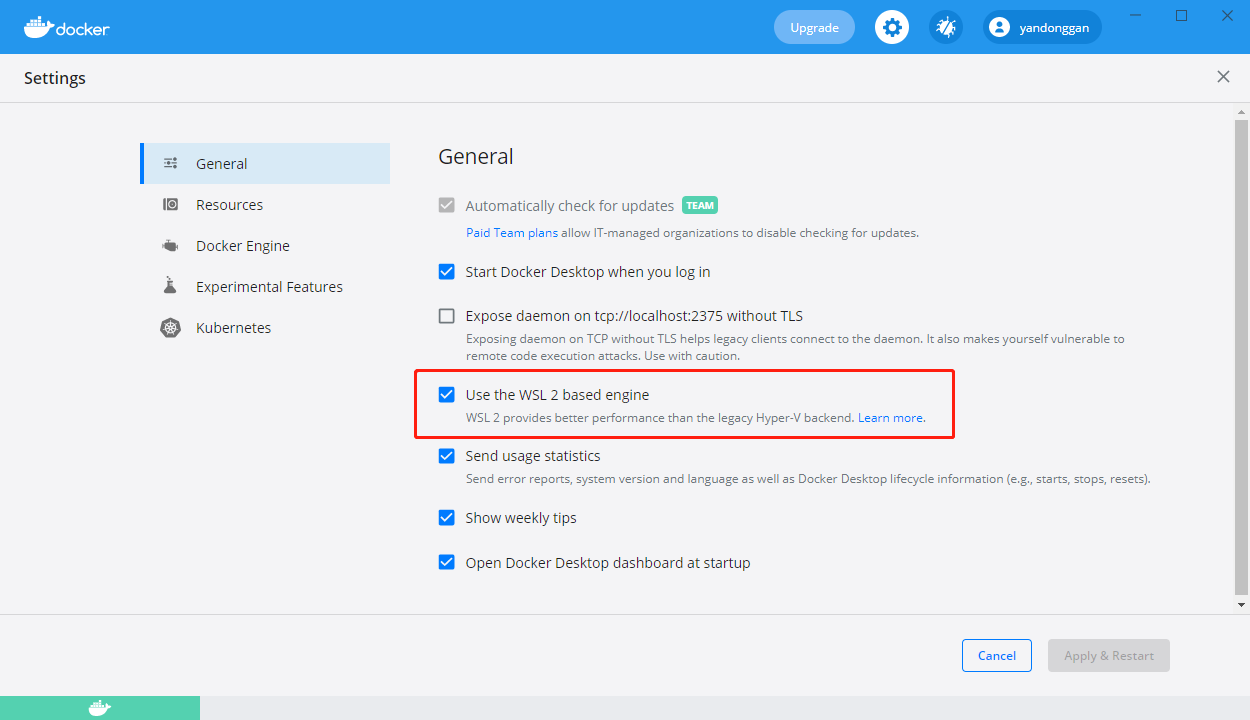 docker
Upgrade
yandonggan
Settings
General
Resources
Docker Engine
Experimental Features
Kubernetes
General
Automatically check for updates TEAM
Paid Team plans allow IT-managed organizations to disable checking for updates.
Start Docker Desktop when you log in
Expose daemon on tcp://localhost:2375 without TLS
Exposing daemon on TCP without TLS helps legacy clients connect to the daemon. It also makes yourself vulnerable to
remote code execution attacks. Use with caution.
Use the WSL 2 based engine
WSL 2 provides better performance than the legacy Hyper-V backend. Learn more.
Send usage statistics
Send error reports, system version and language as well as Docker Desktop lifecycle information (e.g., starts, stops, resets).
Show weekly tips
Open Docker Desktop dashboard at startup
Cancel
Apply & Restart